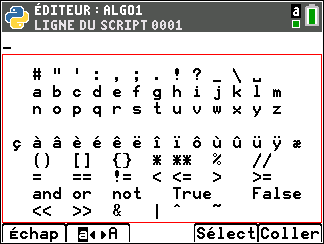 ÉDITEUR : ALGO1
a
LIGNE DU SCRIPT 0001
_
# " ' : , ; . ! ? _ \ ␣
a b c d e f g h i j k l m
n o p q r s t u v w x y z
ç à â è é ê ë î ï ô ù û ü ÿ æ
() [] {} * ** % //
= == != < <= > >=
and or not True False
<< >> & | ^ ~
échap a◂▸A Sélect Coller